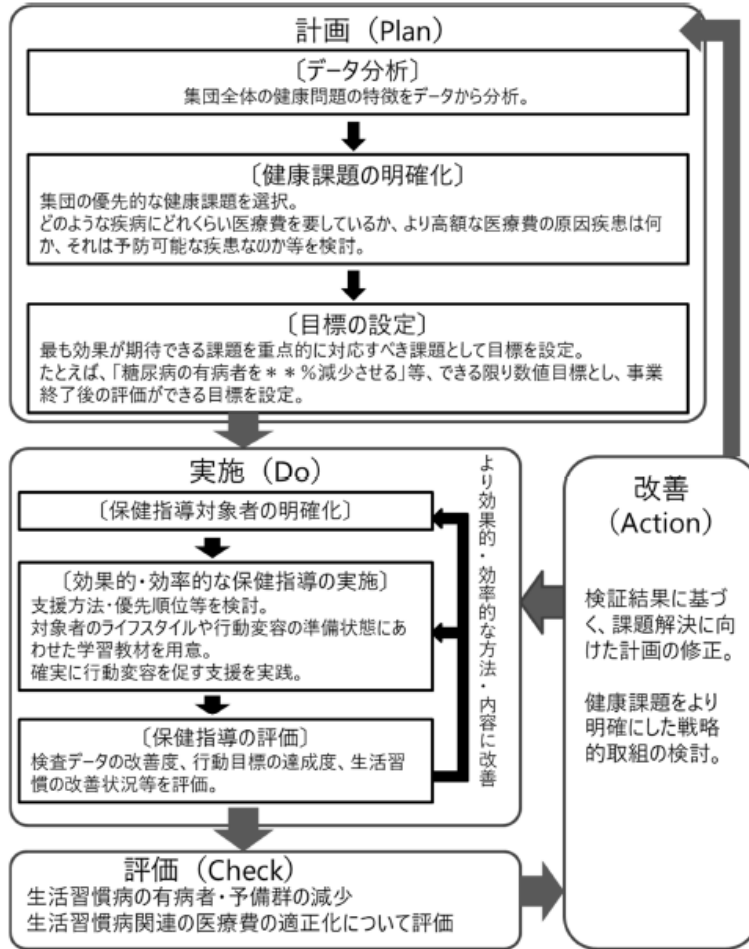 計画（Plan）
〔データ分析〕
集団全体の健康問題の特徴をデータから分析。
〔健康課題の明確化〕
集団の優先的な健康課題を選択。
どのような疾病にどれくらい医療費を要しているか、より高額な医療費の原因疾患は何
か、それは予防可能な疾患なのか等を検討。
〔目標の設定〕
最も効果が期待できる課題を重点的に対応すべき課題として目標を設定。
たとえば、「糖尿病の有病者を＊＊%減少させる」等、できる限り数値目標とし、事業
終了後の評価ができる目標を設定。
実施（Do）
〔保健指導対象者の明確化〕
〔効果的・効率的な保健指導の実施〕
支援方法・優先順位等を検討。
対象者のライフスタイルや行動変容の準備状態にあ
わせた学習教材を用意。
確実に行動変容を促す支援を実践。
〔保健指導の評価〕
検査データの改善度、行動目標の達成度、生活習
慣の改善状況等を評価。
より効果的・効率的な方法・内容に改善
評価（Check）
生活習慣病の有病者・予備群の減少
生活習慣病関連の医療費の適正化について評価
改善
（Action）
検証結果に基づ
く、課題解決に向
けた計画の修正。
健康課題をより
明確にした戦略
的取組の検討。